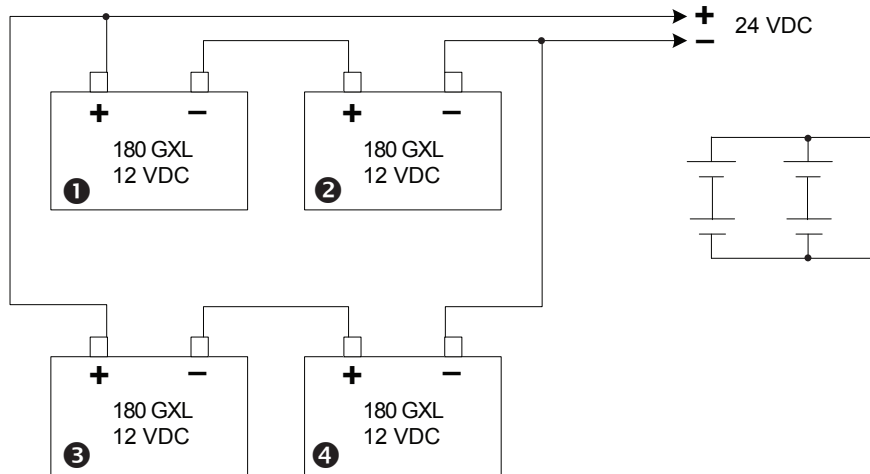 +
24 VDC
−
+ −
180 GXL
12 VDC
❶
+ −
180 GXL
12 VDC
❷
+ −
180 GXL
12 VDC
❸
+ −
180 GXL
12 VDC
❹